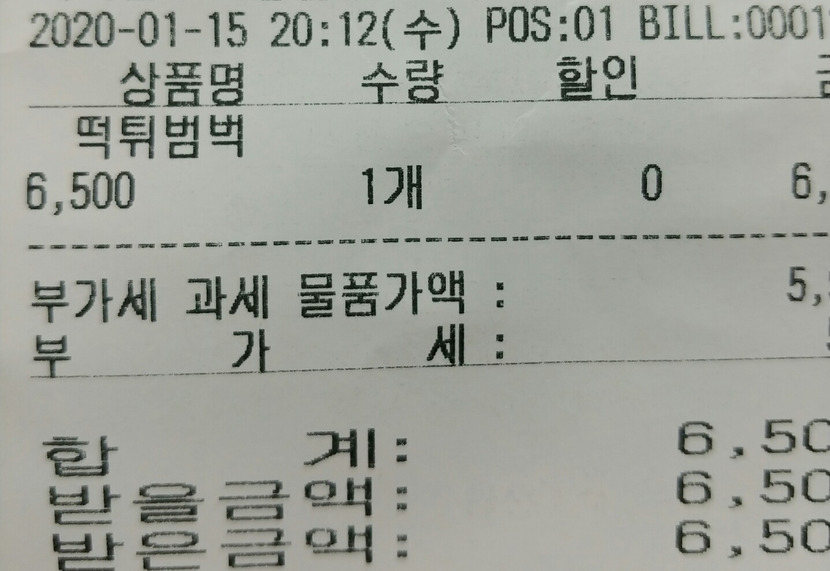 2020-01-15 20:12(수) POS:01 BILL:0001
상품명 수량 할인
떡튀범벅
6,500 1개 0 6,
부가세 과세 물품가액 : 5,
부 가 세 :
합 계: 6,50
받을금액: 6,50
받은금액: 6,50